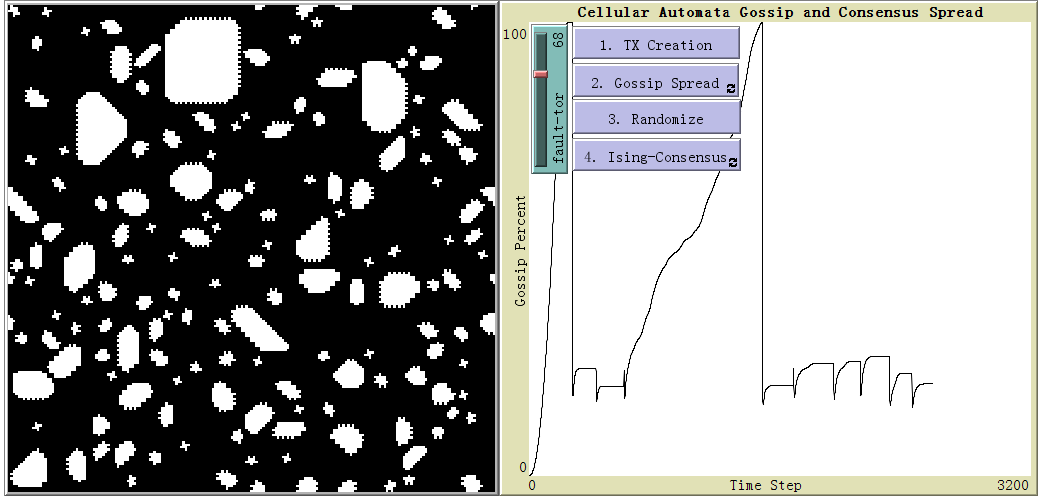 Cellular Automata Gossip and Consensus Spread
100
68
fault-tor
1. TX Creation
2. Gossip Spread
3. Randomize
4. Ising-Consensus
Gossip Percent
0
0
Time Step
3200